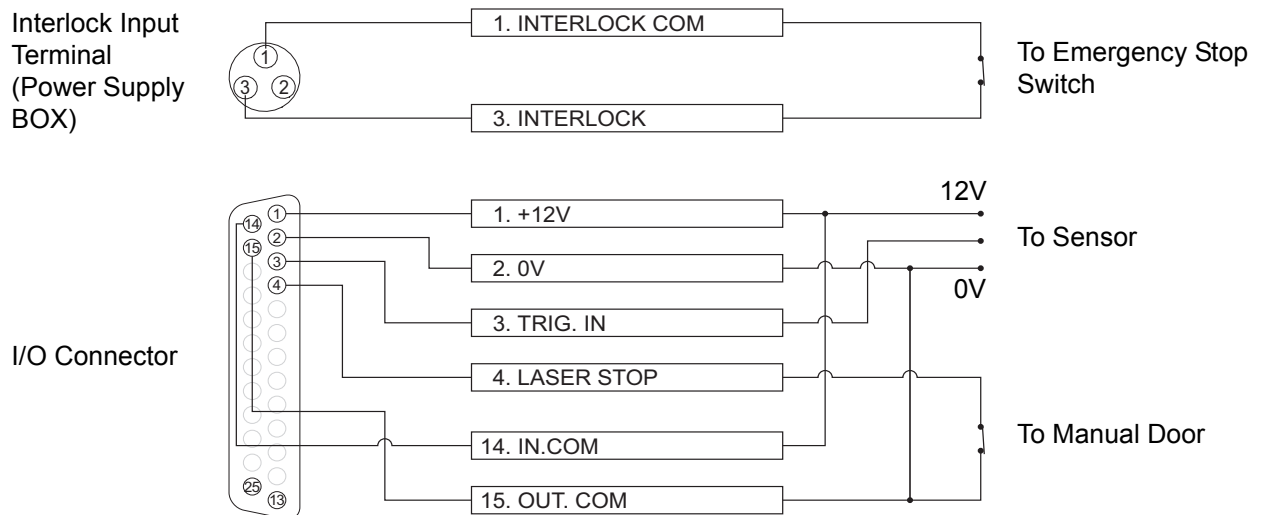 Interlock Input
Terminal
(Power Supply
BOX)
1
3
2
1. INTERLOCK COM
3. INTERLOCK
To Emergency Stop
Switch
I/O Connector
1
14
2
15
3
4
25
13
1. +12V
2. 0V
3. TRIG. IN
4. LASER STOP
14. IN.COM
15. OUT. COM
12V
To Sensor
0V
To Manual Door